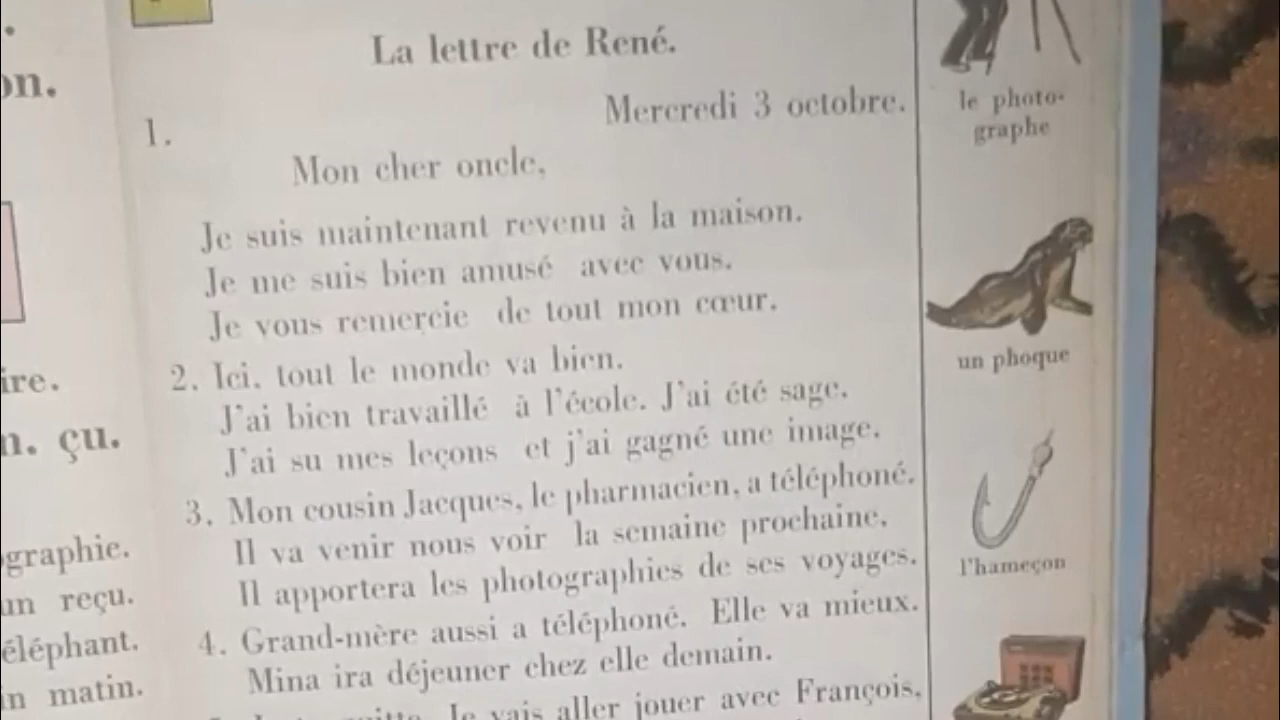 on.
ire.
n. çu.
graphie.
un reçu.
éléphant.
in matin.
La lettre de René.
Mercredi 3 octobre.
1.
Mon cher oncle,
Je suis maintenant revenu à la maison.
Je me suis bien amusé avec vous.
Je vous remercie de tout mon cœur.
2. Ici, tout le monde va bien.
J'ai bien travaillé à l'école. J'ai été sage.
J'ai su mes leçons et j'ai gagné une image.
3. Mon cousin Jacques, le pharmacien, a téléphoné.
Il va venir nous voir la semaine prochaine.
Il apportera les photographies de ses voyages.
4. Grand-mère aussi a téléphoné. Elle va mieux.
Mina ira déjeuner chez elle demain.
Je vais aller jouer avec François,
le photo-
graphe
un phoque
l'hameçon